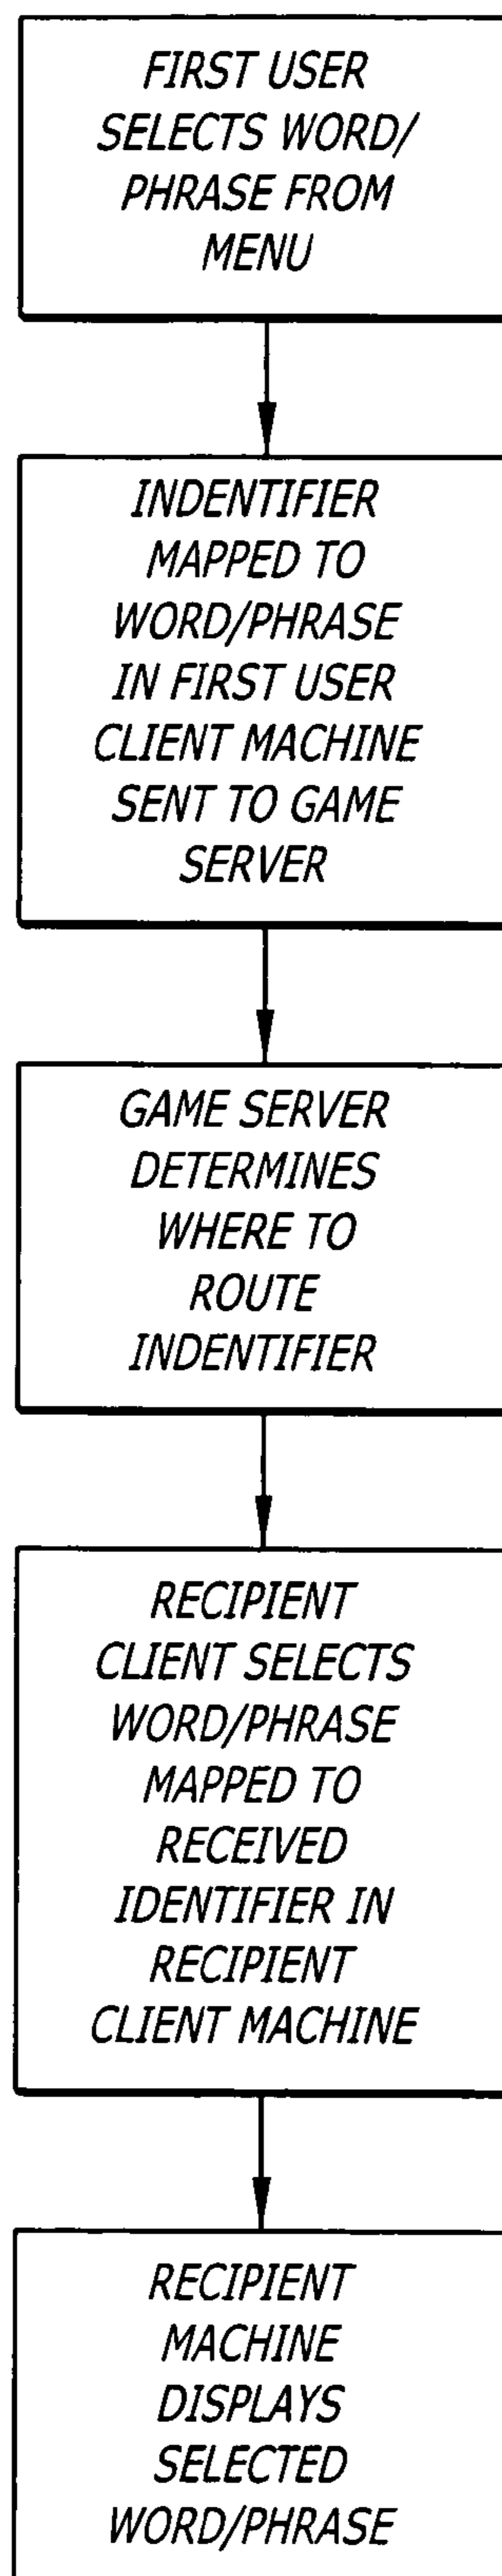 FIRST USER
SELECTS WORD/
PHRASE FROM
MENU
INDENTIFIER
MAPPED TO
WORD/PHRASE
IN FIRST USER
CLIENT MACHINE
SENT TO GAME
SERVER
GAME SERVER
DETERMINES
WHERE TO
ROUTE
INDENTIFIER
RECIPIENT
CLIENT SELECTS
WORD/PHRASE
MAPPED TO
RECEIVED
IDENTIFIER IN
RECIPIENT
CLIENT MACHINE
RECIPIENT
MACHINE
DISPLAYS
SELECTED
WORD/PHRASE